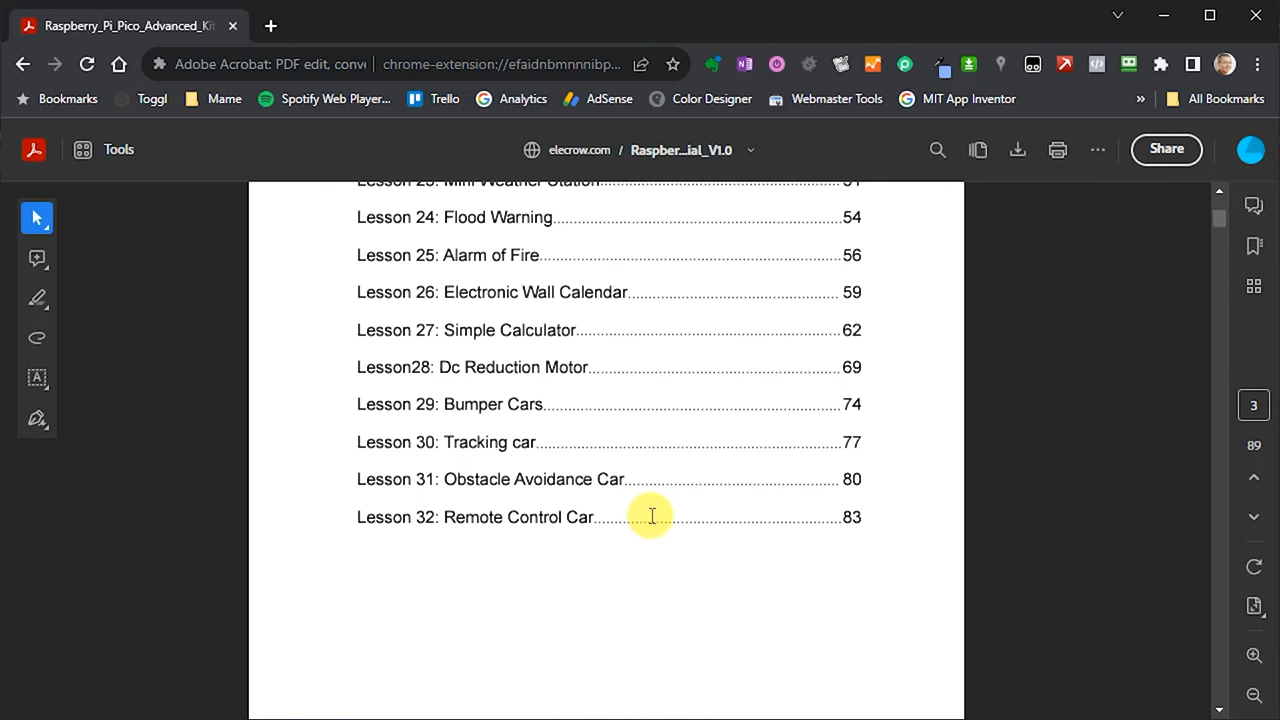 Raspberry_Pi_Pico_Advanced_Kit
Adobe Acrobat: PDF edit, conve
chrome-extension://efaidnbmnnnibp...
Bookmarks
Toggl
Mame
Spotify Web Player...
Trello
Analytics
AdSense
Color Designer
Webmaster Tools
MIT App Inventor
»
All Bookmarks
Tools
elecrow.com / Raspber...ial_V1.0
Share
Lesson 24: Flood Warning 54
Lesson 25: Alarm of Fire 56
Lesson 26: Electronic Wall Calendar 59
Lesson 27: Simple Calculator 62
Lesson28: Dc Reduction Motor 69
Lesson 29: Bumper Cars 74
Lesson 30: Tracking car 77
Lesson 31: Obstacle Avoidance Car 80
Lesson 32: Remote Control Car 83
3
89